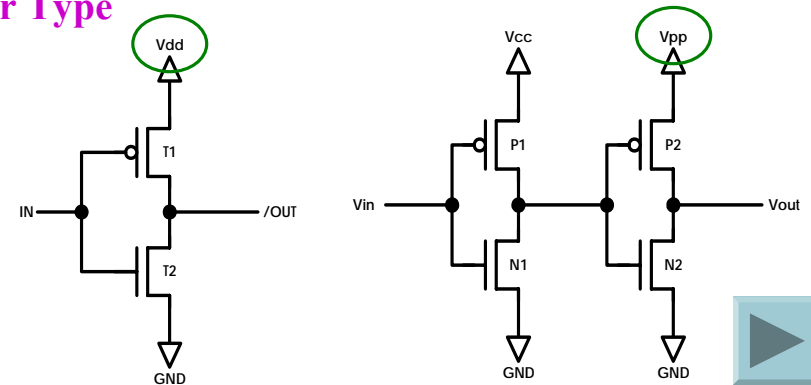 r Type
Vdd
T1
IN
/OUT
T2
GND
Vcc
Vpp
P1
P2
Vin
Vout
N1
N2
GND
GND